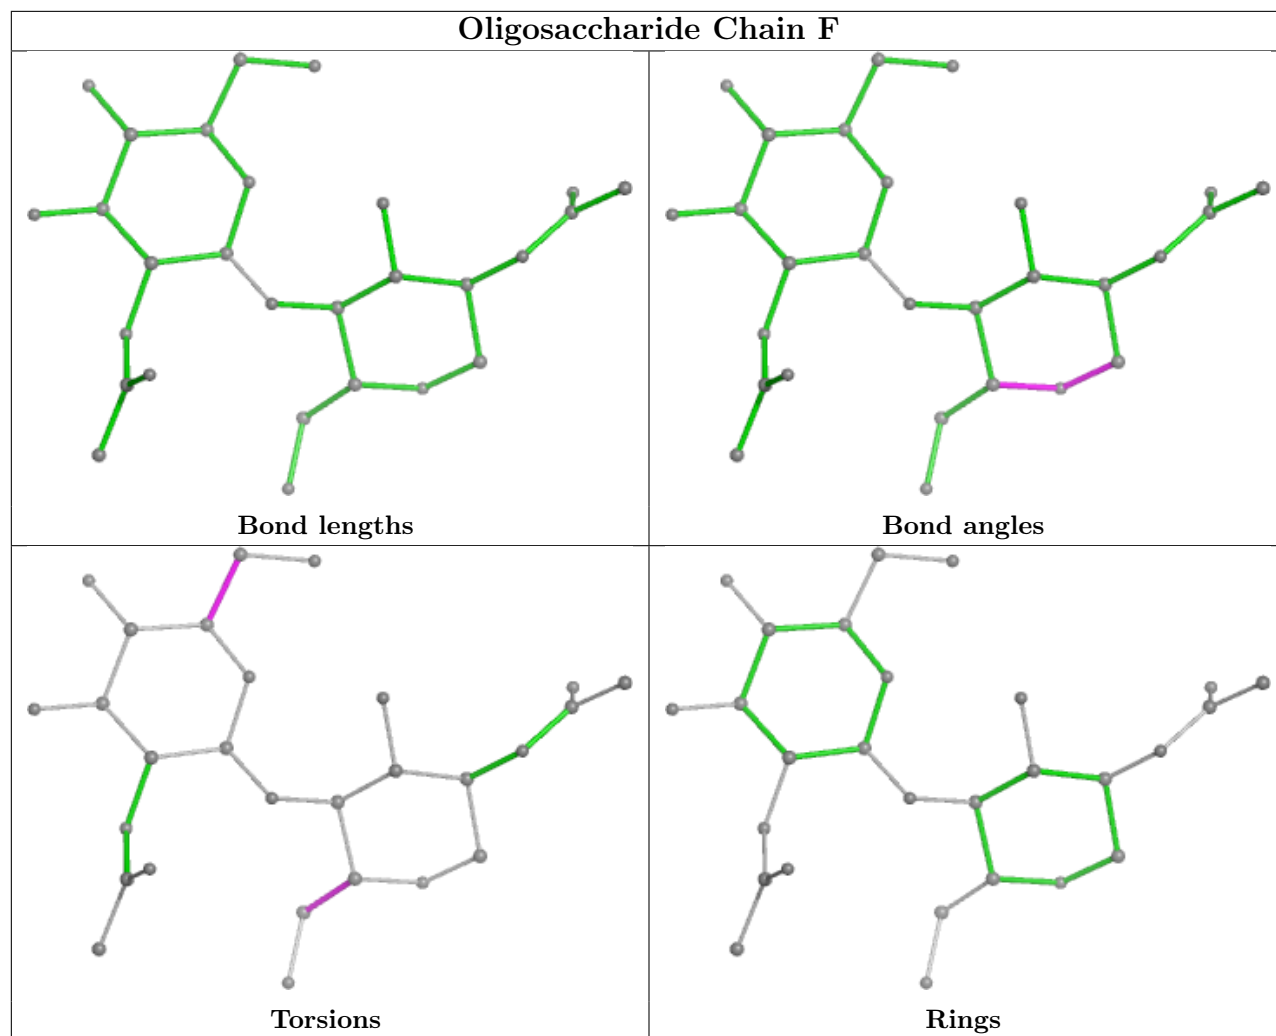 Oligosaccharide Chain F
Bond lengths
Bond angles
Torsions
Rings